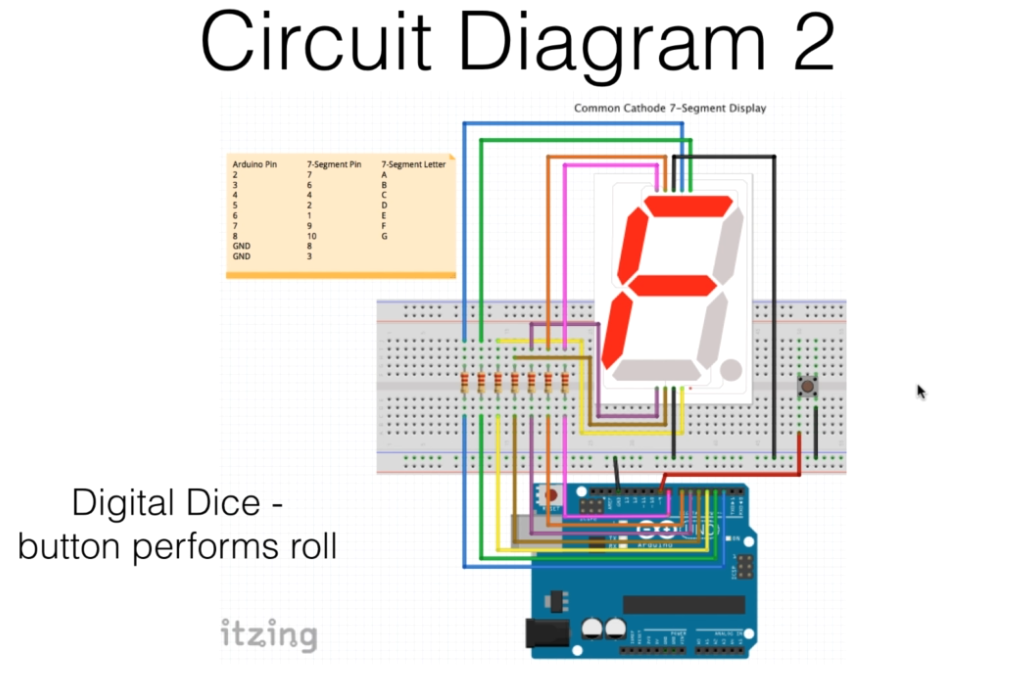 Circuit Diagram 2
Common Cathode 7-Segment Display
Arduino Pin 7-Segment Pin 7-Segment Letter
2 7 A
3 6 B
4 4 C
5 2 D
6 1 E
7 9 F
8 10 G
GND 8
GND 3
Digital Dice -
button performs roll
itzing